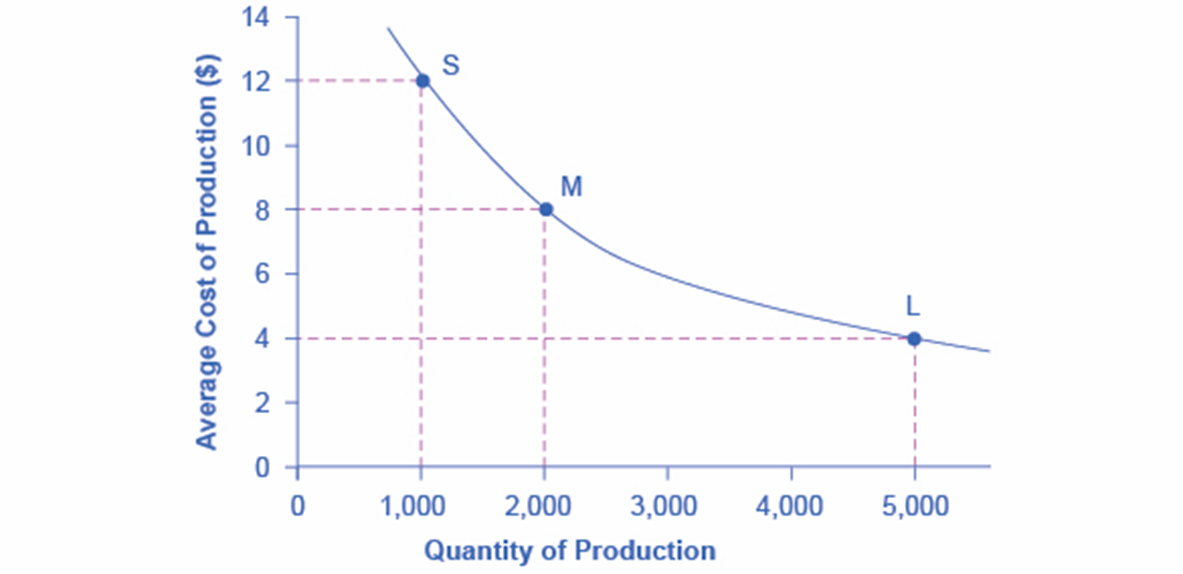 Average Cost of Production ($)
14
12
10
8
6
4
2
0
S
M
L
0 1,000 2,000 3,000 4,000 5,000
Quantity of Production